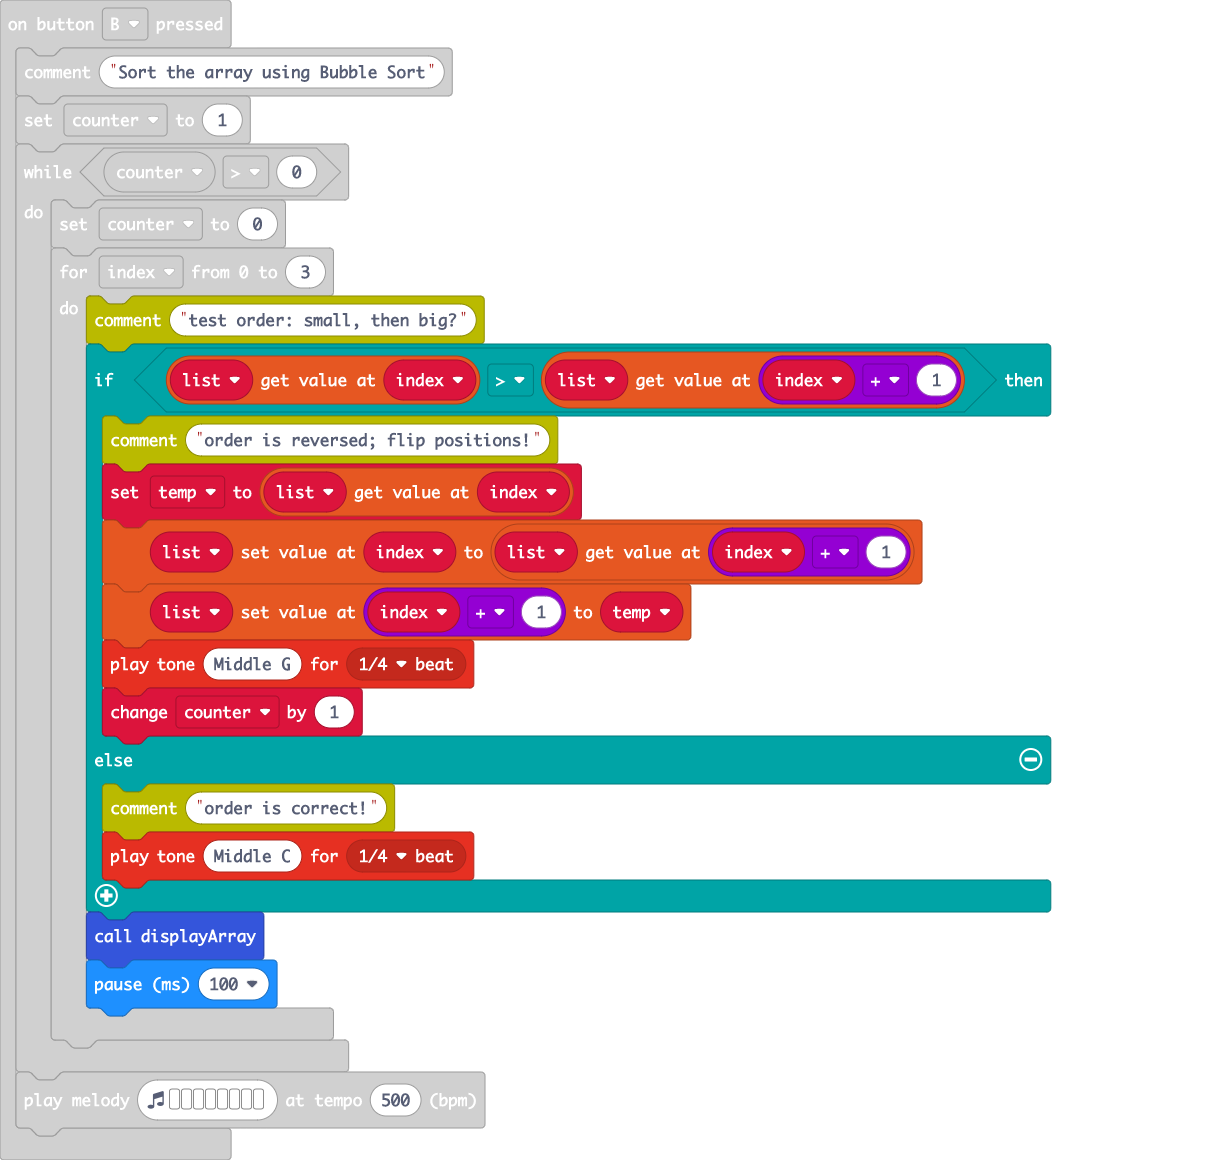 on button B pressed
comment "Sort the array using Bubble Sort"
set counter to 1
while counter > 0
do set counter to 0
for index from 0 to 3
do
comment "test order: small, then big?"
if list get value at index > list get value at index + 1 then
comment "order is reversed; flip positions!"
set temp to list get value at index
list set value at index to list get value at index + 1
list set value at index + 1 to temp
play tone Middle G for 1/4 beat
change counter by 1
else
comment "order is correct!"
play tone Middle C for 1/4 beat
call displayArray
pause (ms) 100
play melody at tempo 500 (bpm)